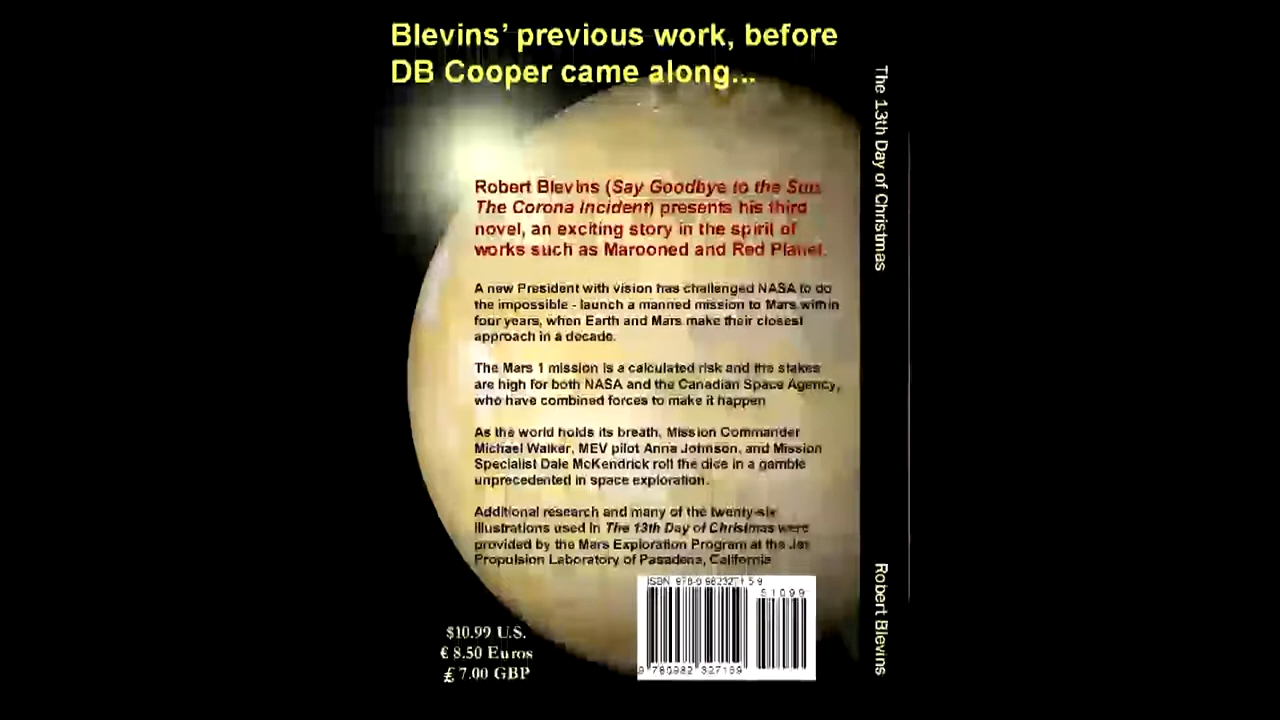 Blevins' previous work, before
DB Cooper came along...
The 13th Day of Christmas
Robert Blevins (Say Goodbye to the Sun
The Corona Incident) presents his third
novel, an exciting story in the spirit of
works such as Marooned and Red Planet.
A new President with vision has challenged NASA to do
the impossible - launch a manned mission to Mars within
four years, when Earth and Mars make their closest
approach in a decade.
The Mars 1 mission is a calculated risk and the stakes
are high for both NASA and the Canadian Space Agency,
who have combined forces to make it happen
As the world holds its breath, Mission Commander
Michael Walker, MEV pilot Anna Johnson, and Mission
Specialist Dale McKendrick roll the dice in a gamble
unprecedented in space exploration.
Additional research and many of the twenty-six
illustrations used in The 13th Day of Christmas were
provided by the Mars Exploration Program at the Jet
Propulsion Laboratory of Pasadena, California
ISBN
51099
9 780982 327159
$10.99 U.S.
€ 8.50 Euros
£ 7.00 GBP
Robert Blevins